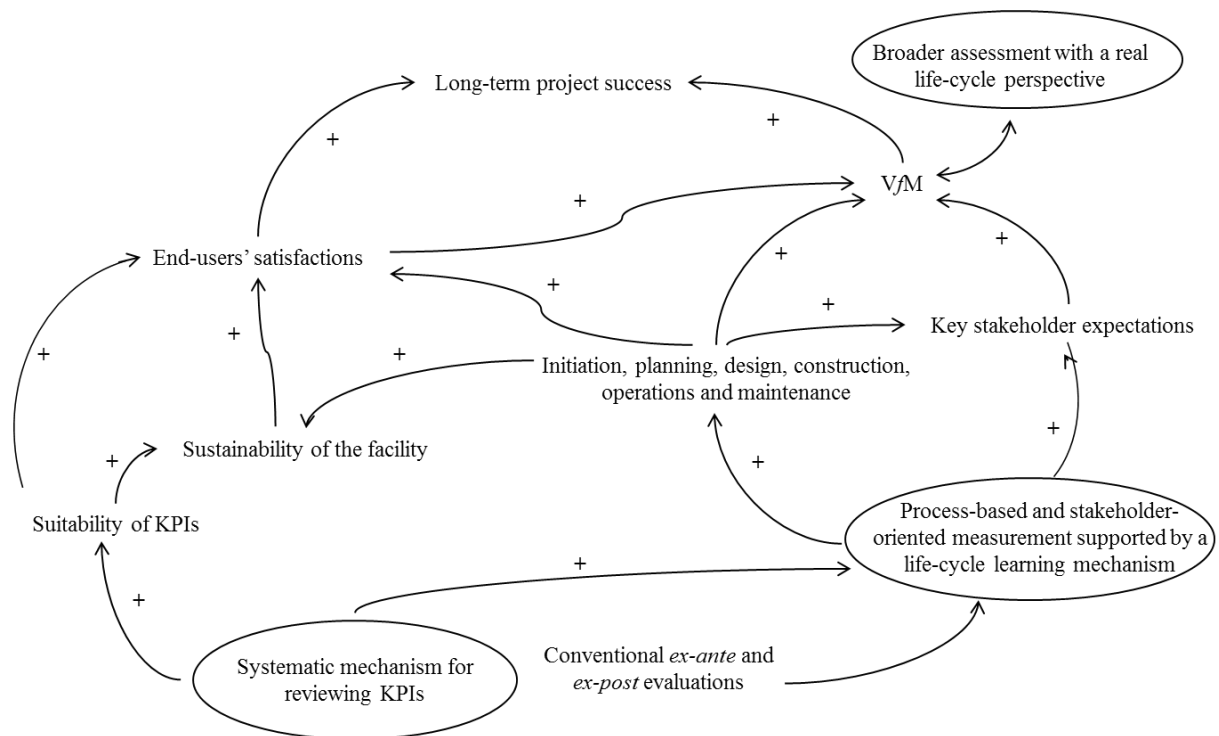 Broader assessment with a real
life-cycle perspective
Long-term project success
+
+
VfM
+
End-users’ satisfactions
+
+
+
+
Key stakeholder expectations
+
+
+
Initiation, planning, design, construction,
operations and maintenance
+
Sustainability of the facility
+
+
Suitability of KPIs
Process-based and stakeholder-
oriented measurement supported by a
life-cycle learning mechanism
+
+
Systematic mechanism for
reviewing KPIs
Conventional ex-ante and
ex-post evaluations